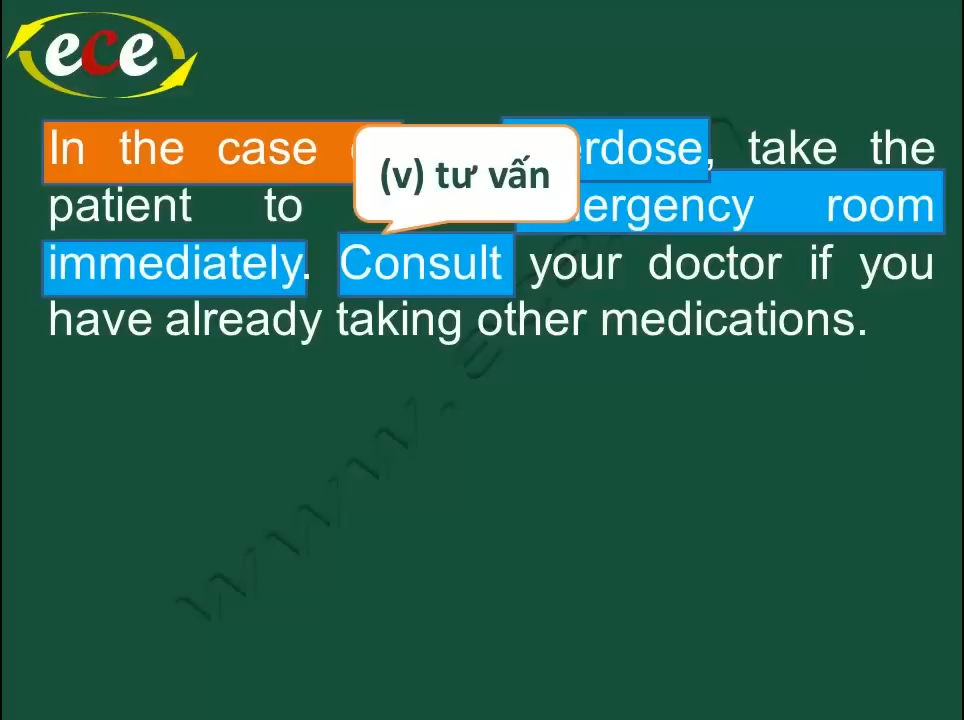 ece
In the case erdose, take the
(v) tư vấn
patient to ergency room
immediately. Consult your doctor if you
have already taking other medications.